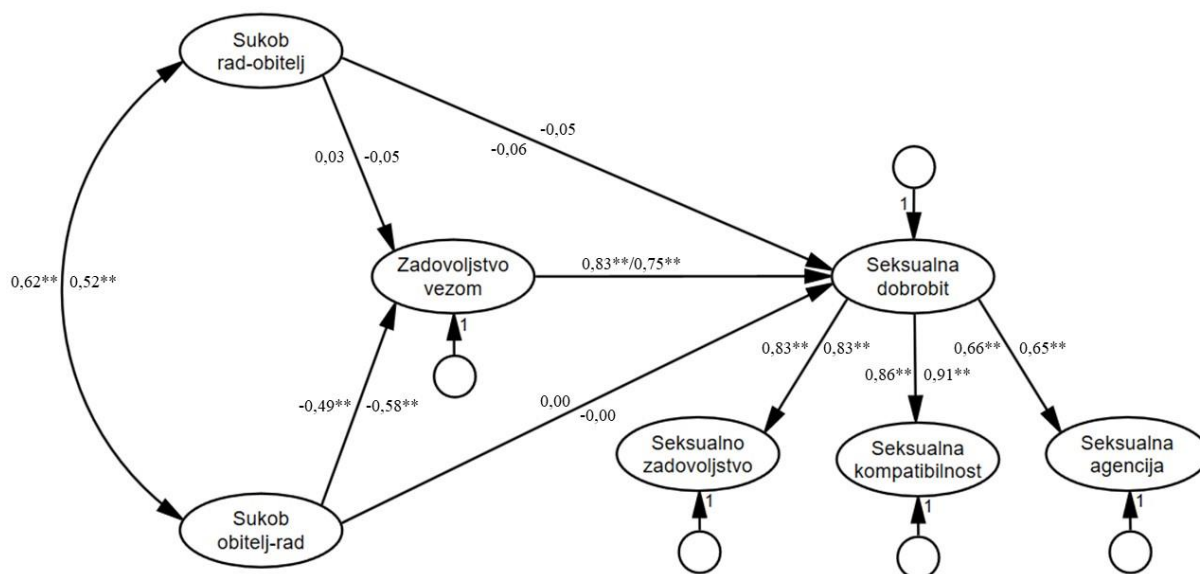 Sukob
rad-obitelj
-0,05
-0,06
0,03 -0,05
1
0,62** 0,52**
Zadovoljstvo
vezom
0,83**/0,75**
Seksualna
dobrobit
1
-0,49** -0,58**
0,00
-0,00
0,83** 0,83**
0,86** 0,91**
0,66** 0,65**
Seksualno
zadovoljstvo
Seksualna
kompatibilnost
Seksualna
agencija
1
1
1
Sukob
obitelj-rad